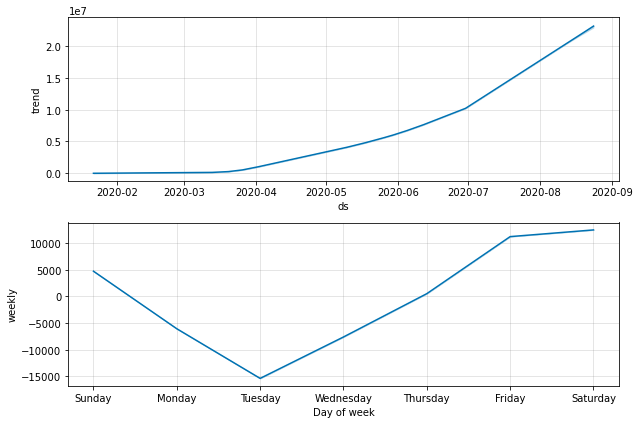 1e7
2.0
1.5
1.0
0.5
0.0
trend
2020-02 2020-03 2020-04 2020-05 2020-06 2020-07 2020-08 2020-09
ds
10000
5000
0
−5000
−10000
−15000
weekly
Sunday Monday Tuesday Wednesday Thursday Friday Saturday
Day of week